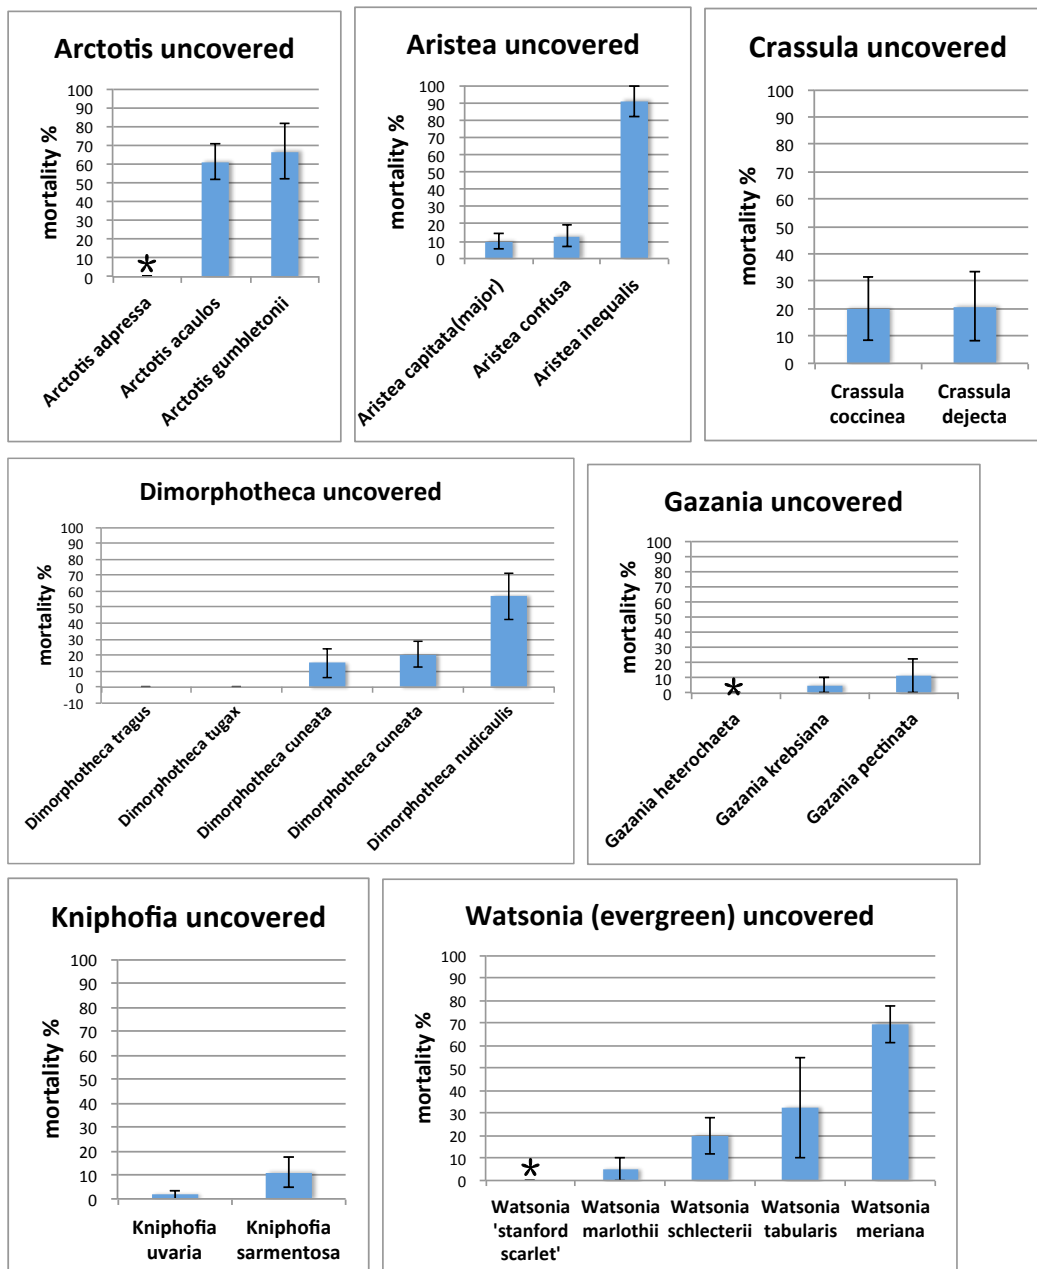 Arctotis uncovered
mortality %
100
90
80
70
60
50
40
30
20
10
0
*
Arctotis adpressa
Arctotis acaulos
Arctotis gumbletonii
Aristea uncovered
mortality %
100
90
80
70
60
50
40
30
20
10
0
Aristea capitata(major)
Aristea confusa
Aristea inequalis
Crassula uncovered
mortality %
100
90
80
70
60
50
40
30
20
10
0
Crassula
coccinea
Crassula
dejecta
Dimorphotheca uncovered
mortality %
100
90
80
70
60
50
40
30
20
10
0
-10
Dimorphotheca tragus
Dimorphotheca tugax
Dimorphotheca cuneata
Dimorphotheca cuneata
Dimorphotheca nudicaulis
Gazania uncovered
mortality %
100
90
80
70
60
50
40
30
20
10
0
*
Gazania heterochaeta
Gazania krebsiana
Gazania pectinata
Kniphofia uncovered
mortality %
100
90
80
70
60
50
40
30
20
10
0
Kniphofia
uvaria
Kniphofia
sarmentosa
Watsonia (evergreen) uncovered
mortality %
100
90
80
70
60
50
40
30
20
10
0
*
Watsonia
'stanford
scarlet'
Watsonia
marlothii
Watsonia
schlecterii
Watsonia
tabularis
Watsonia
meriana